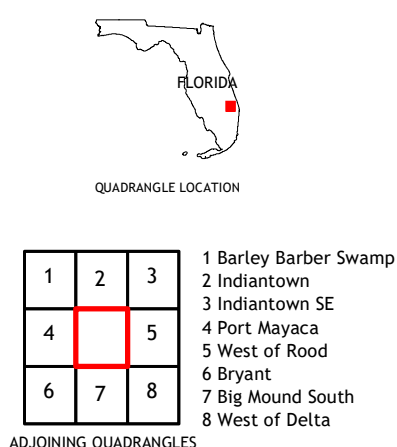 FLORIDA
QUADRANGLE LOCATION
1 2 3
4 5
6 7 8
1 Barley Barber Swamp
2 Indiantown
3 Indiantown SE
4 Port Mayaca
5 West of Rood
6 Bryant
7 Big Mound South
8 West of Delta
ADJOINING QUADRANGLES